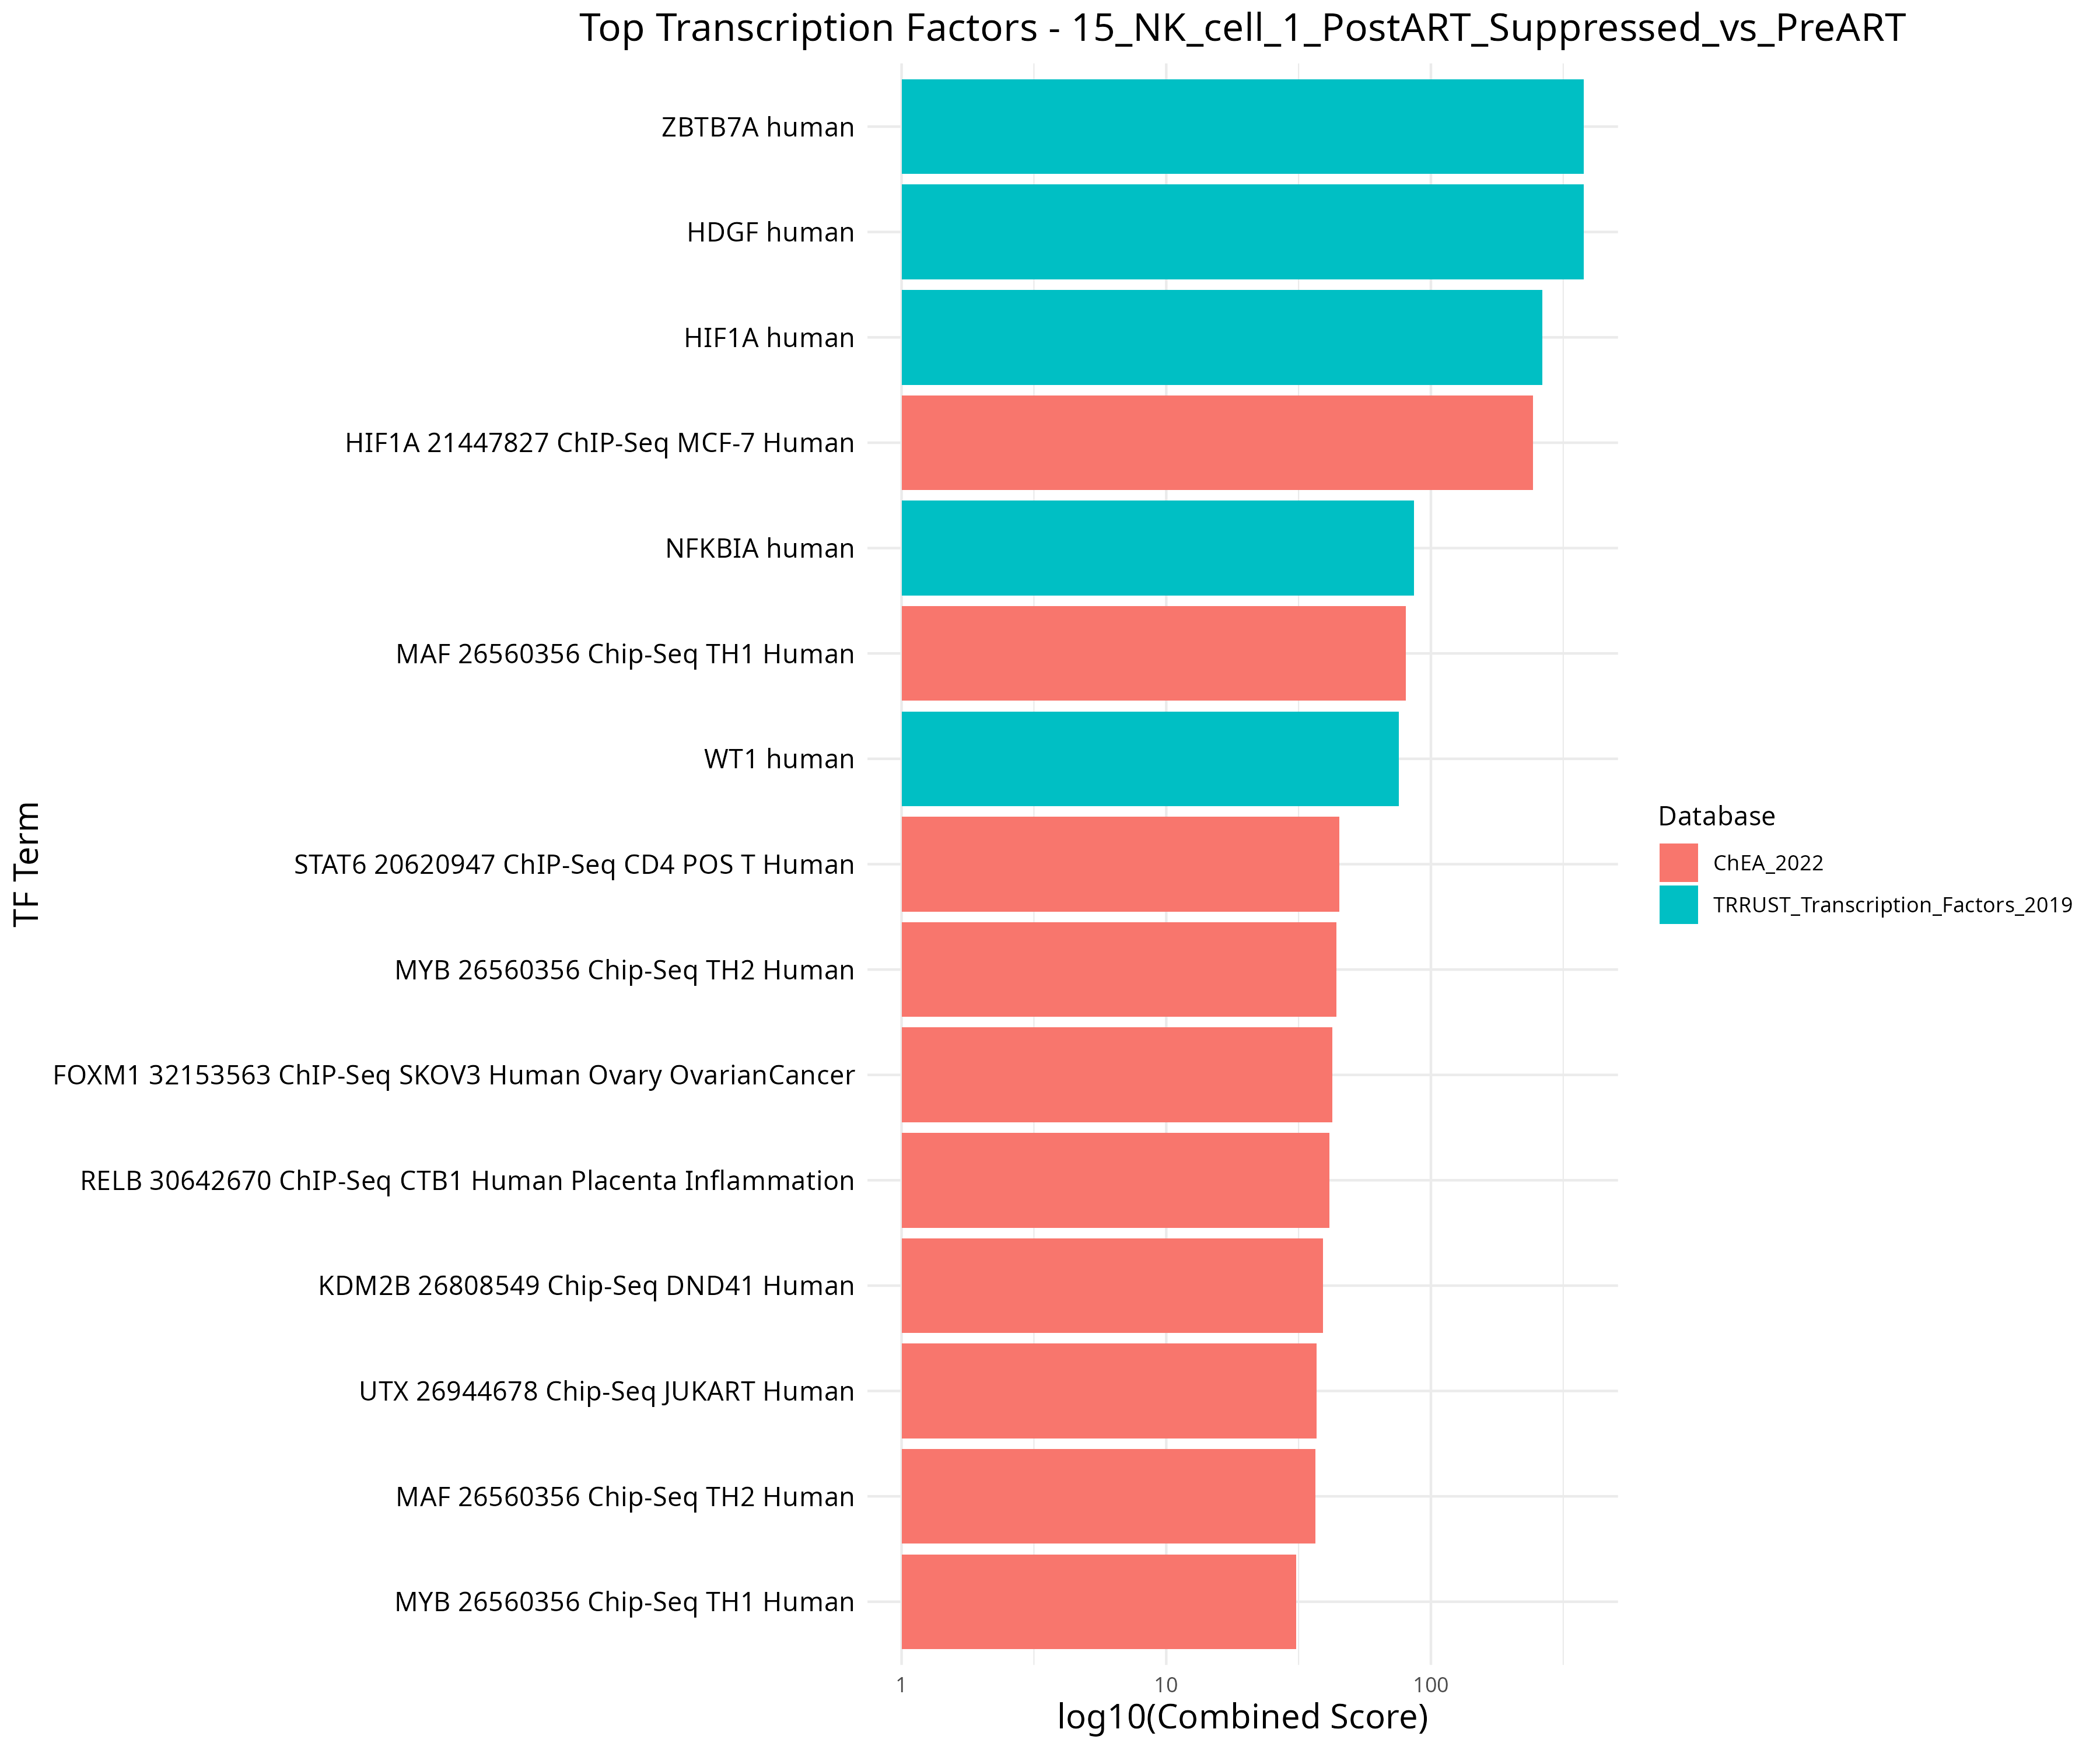 Top Transcription Factors - 15_NK_cell_1_PostART_Suppressed_vs_PreART
ZBTB7A human
HDGF human
HIF1A human
HIF1A 21447827 ChIP-Seq MCF-7 Human
NFKBIA human
MAF 26560356 Chip-Seq TH1 Human
WT1 human
STAT6 20620947 ChIP-Seq CD4 POS T Human
MYB 26560356 Chip-Seq TH2 Human
FOXM1 32153563 ChIP-Seq SKOV3 Human Ovary OvarianCancer
RELB 30642670 ChIP-Seq CTB1 Human Placenta Inflammation
KDM2B 26808549 Chip-Seq DND41 Human
UTX 26944678 Chip-Seq JUKART Human
MAF 26560356 Chip-Seq TH2 Human
MYB 26560356 Chip-Seq TH1 Human
TF Term
1 10 100
log10(Combined Score)
Database
ChEA_2022
TRRUST_Transcription_Factors_2019